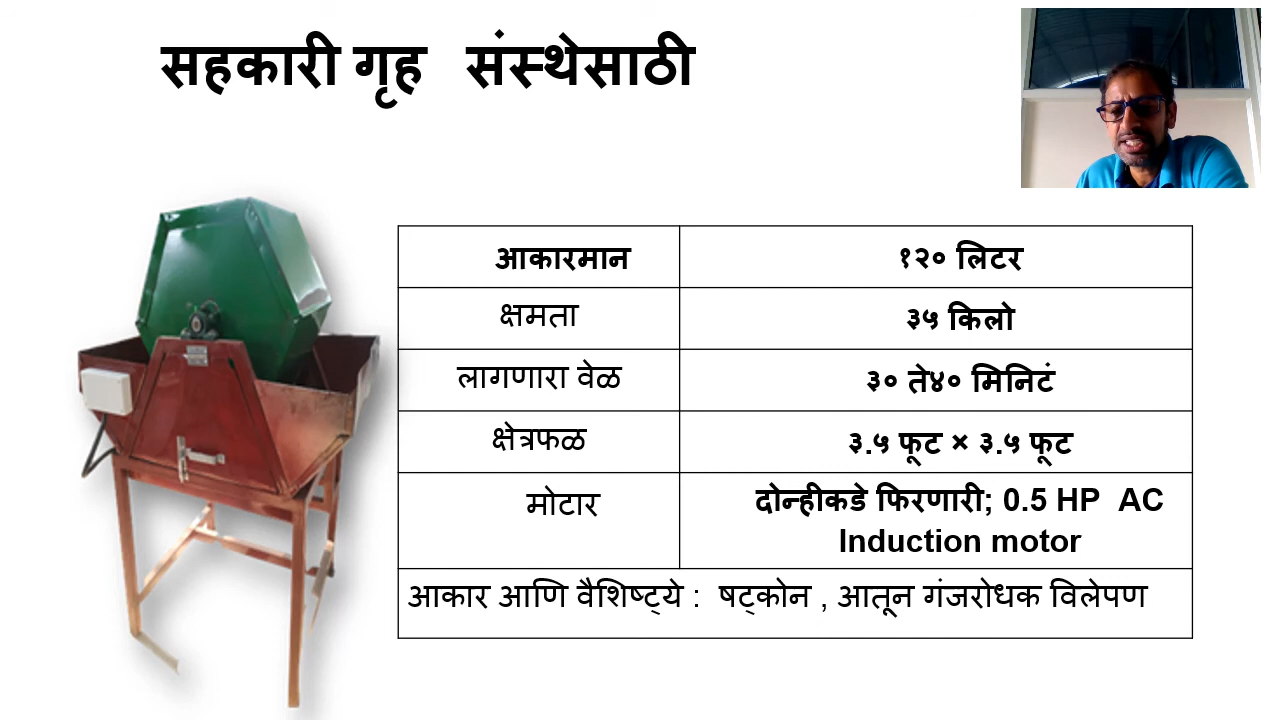 सहकारी गृह संस्थेसाठी
आकारमान १२० लिटर
क्षमता ३५ किलो
लागणारा वेळ ३० ते४० मिनिटं
क्षेत्रफळ ३.५ फूट × ३.५ फूट
मोटार दोन्हीकडे फिरणारी; 0.5 HP AC
Induction motor
आकार आणि वैशिष्ट्ये : षट्कोन , आतून गंजरोधक विलेपण